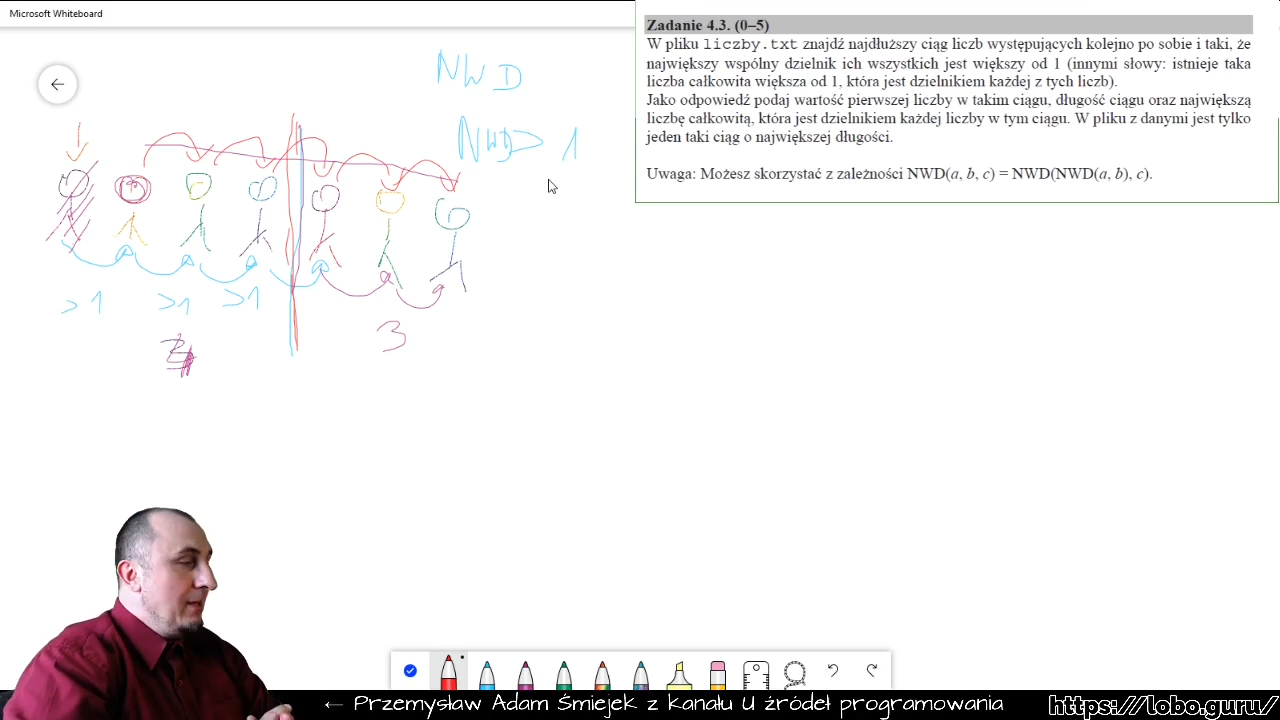 Microsoft Whiteboard
Zadanie 4.3. (0–5)
W pliku liczby.txt znajdź najdłuższy ciąg liczb występujących kolejno po sobie i taki, że
największy wspólny dzielnik ich wszystkich jest większy od 1 (innymi słowy: istnieje taka
liczba całkowita większa od 1, która jest dzielnikiem każdej z tych liczb).
Jako odpowiedź podaj wartość pierwszej liczby w takim ciągu, długość ciągu oraz największą
liczbę całkowitą, która jest dzielnikiem każdej liczby w tym ciągu. W pliku z danymi jest tylko
jeden taki ciąg o największej długości.
Uwaga: Możesz skorzystać z zależności NWD(a, b, c) = NWD(NWD(a, b), c).
NWD
NWD > 1
>1 >1 >1
3
← Przemysław Adam Śmiejek z kanału U źródeł programowania
https://lobo.guru/